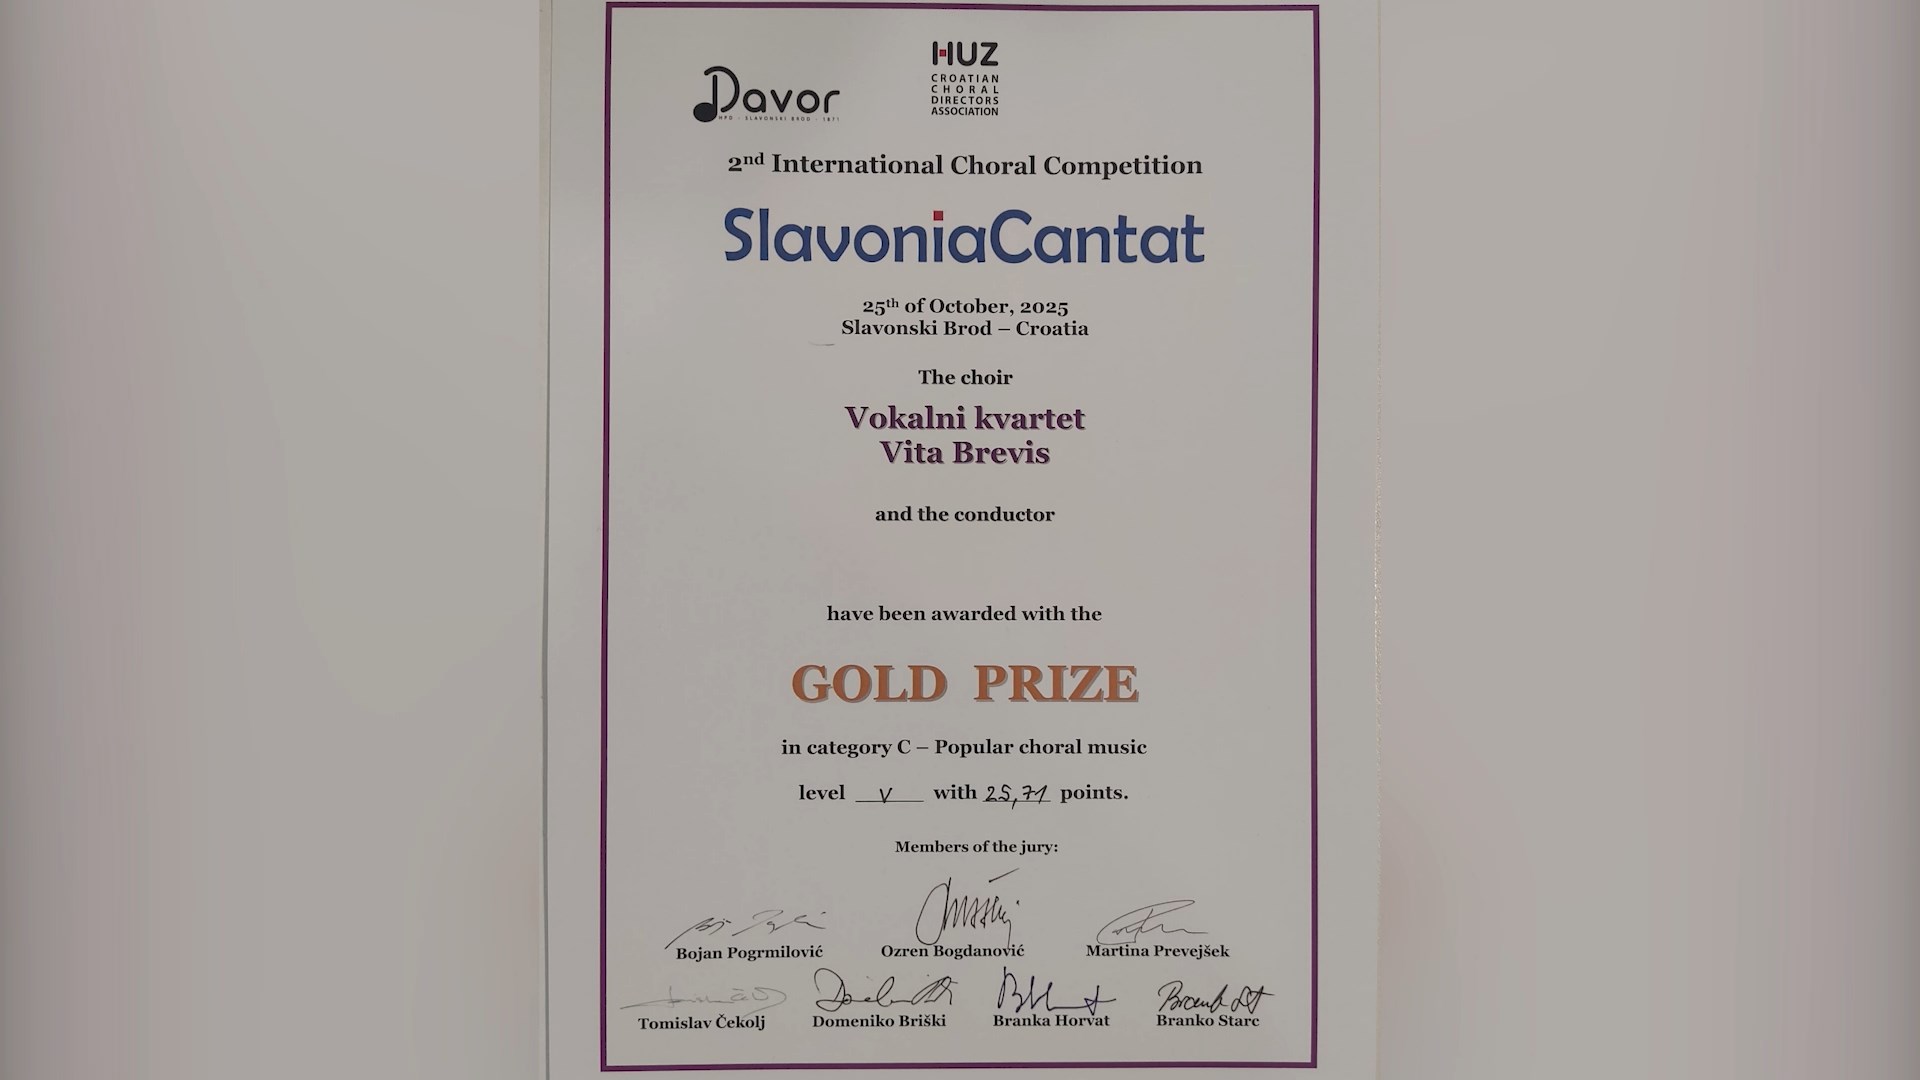 Davor
HPD - SLAVONSKI BROD - 1871
HUZ
CROATIAN
CHORAL
DIRECTORS
ASSOCIATION
2nd International Choral Competition
SlavoniaCantat
25th of October, 2025
Slavonski Brod – Croatia
The choir
Vokalni kvartet
Vita Brevis
and the conductor
have been awarded with the
GOLD PRIZE
in category C – Popular choral music
level V with 25,71 points.
Members of the jury:
Bojan Pogrmilović Ozren Bogdanović Martina Prevejšek
Tomislav Čekolj Domeniko Briški Branka Horvat Branko Starc